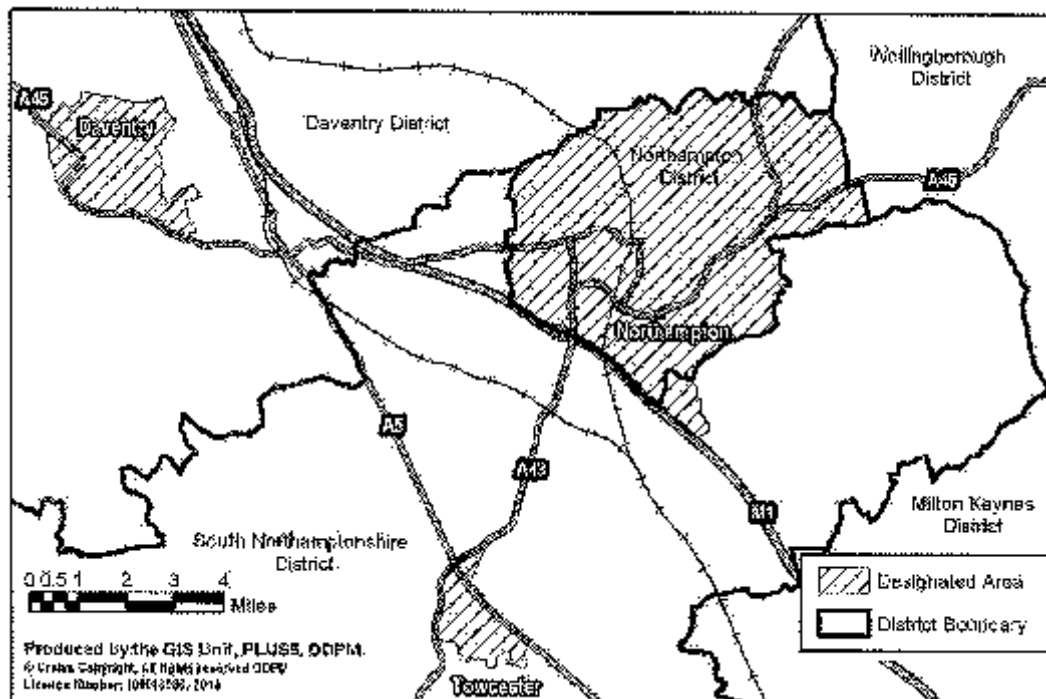 Wellingborough
District
A45
Daventry
Daventry District
Northampton
District
A45
Northampton
A5
A43
M1
Milton Keynes
District
South Northamptonshire
District
0 0.5 1 2 3 4
Miles
Designated Area
District Boundary
Produced by the GIS Unit, PLUSS, ODPM.
© Crown Copyright, All rights reserved ODPM
Licence Number:
Towcester